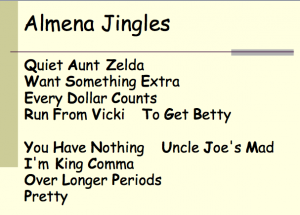 Almena Jingles
Quiet Aunt Zelda
Want Something Extra
Every Dollar Counts
Run From Vicki    To Get Betty
You Have Nothing    Uncle Joe's Mad
I'm King Comma
Over Longer Periods
Pretty